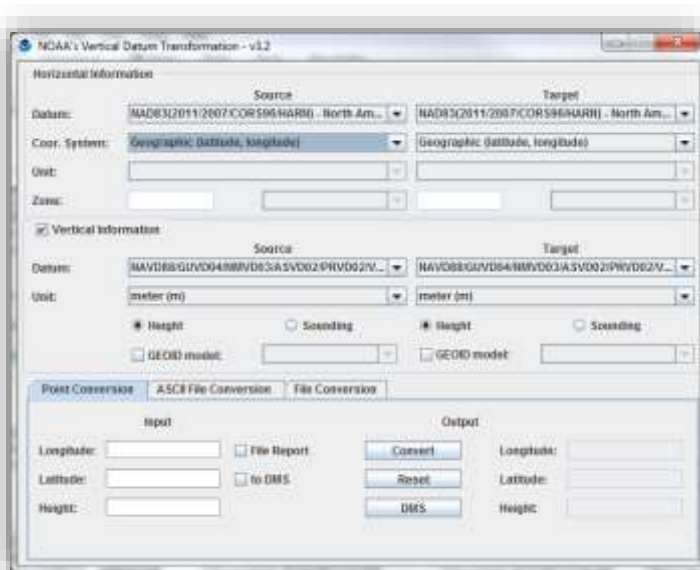 NOAA's Vertical Datum Transformation - v3.2
Horizontal Information
Source Target
Datum: NAD83(2011/2007/CORS96/HARN) - North Am... NAD83(2011/2007/CORS96/HARN) - North Am...
Coor. System: Geographic (latitude, longitude) Geographic (latitude, longitude)
Unit:
Zone:
Vertical Information
Source Target
Datum: NAVD88/GUVD04/NMVD03/ASVD02/PRVD02/V... NAVD88/GUVD04/NMVD03/ASVD02/PRVD02/V...
Unit: meter (m) meter (m)
Height Sounding Height Sounding
GEOID model: GEOID model:
Point Conversion ASCII File Conversion File Conversion
Input Output
Longitude: File Report Convert Longitude:
Latitude: to DMS Reset Latitude:
Height: DMS Height: